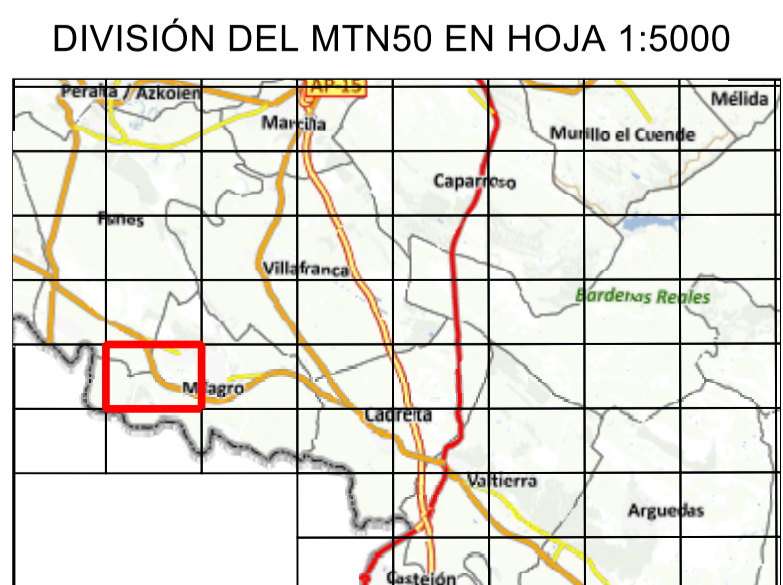 DIVISIÓN DEL MTN50 EN HOJA 1:5000
AP-15
Peralta / Azkoien
Mélida
Marcilla
Murillo el Cuende
Caparroso
Funes
Villafranca
Bardenas Reales
Milagro
Cadreita
Valtierra
Arguedas
Castejón